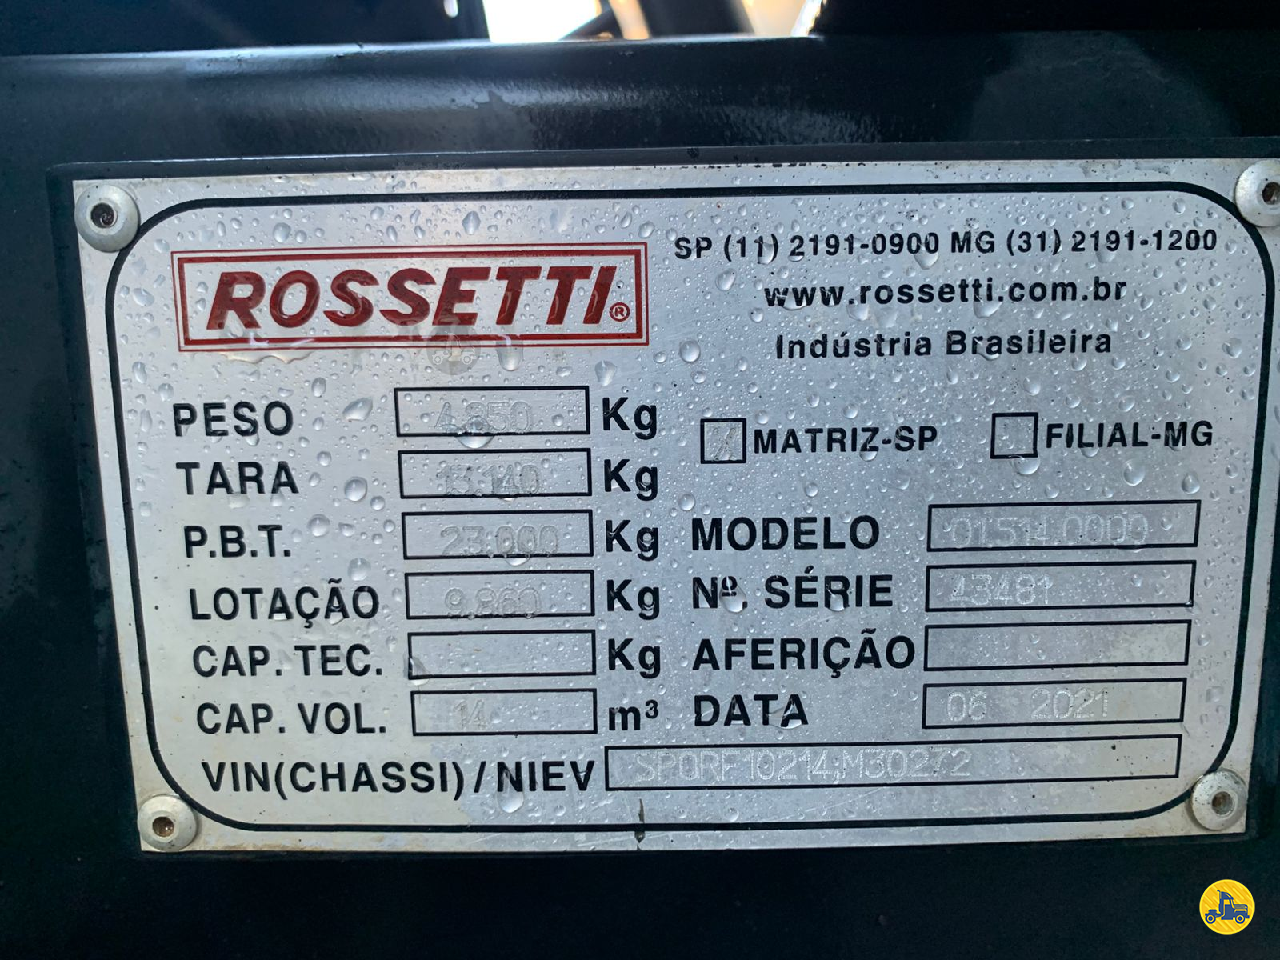 ROSSETTI®
SP (11) 2191-0900 MG (31) 2191-1200
www.rossetti.com.br
Indústria Brasileira
PESO 4.850 Kg
TARA 13.140 Kg
P.B.T. 23.000 Kg
LOTAÇÃO 9.860 Kg
CAP. TEC. Kg
CAP. VOL. 14 m³
MATRIZ-SP FILIAL-MG
MODELO 01.514.0000
Nº. SÉRIE 43481
AFERIÇÃO
DATA 06 2021
VIN(CHASSI)/NIEV